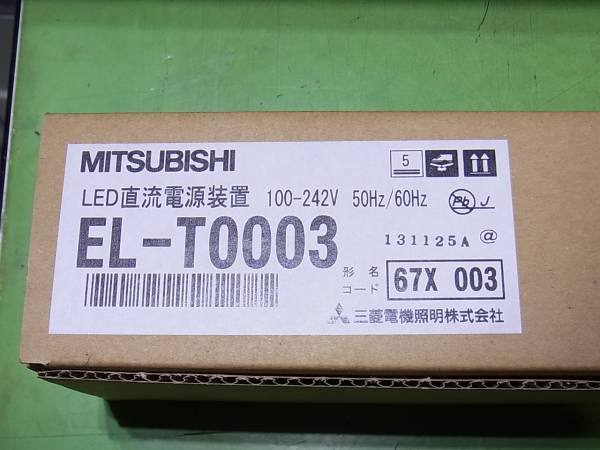 MITSUBISHI
5
LED直流電源装置 100-242V 50Hz/60Hz
Pb J
EL-T0003
131125A @
形名
コード
67X 003
三菱電機照明株式会社